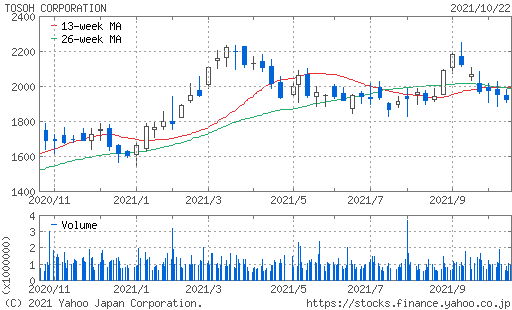 TOSOH CORPORATION 2021/10/22
2400
13-week MA
26-week MA
2200
2000
1800
1600
1400
2020/11 2021/1 2021/3 2021/5 2021/7 2021/9
4
Volume
3
2
1
0
(x1000000)
2020/11 2021/1 2021/3 2021/5 2021/7 2021/9
(C) 2021 Yahoo Japan Corporation. https://stocks.finance.yahoo.co.jp/